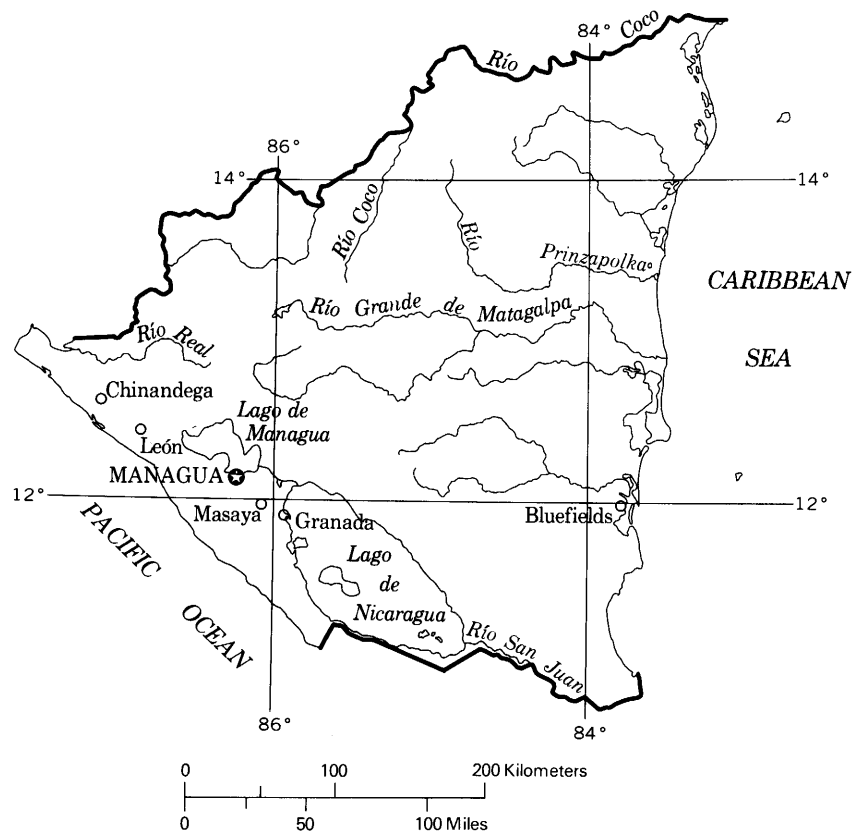 84°
Río Coco
86°
14°
14°
Río Coco
Río
Prinzapolka
CARIBBEAN
SEA
Río Grande de Matagalpa
Río Real
Chinandega
Lago de
Managua
León
MANAGUA
12°
12°
Masaya
Granada
Bluefields
PACIFIC OCEAN
Lago
de
Nicaragua
Río San Juan
86°
84°
0 100 200 Kilometers
0 50 100 Miles